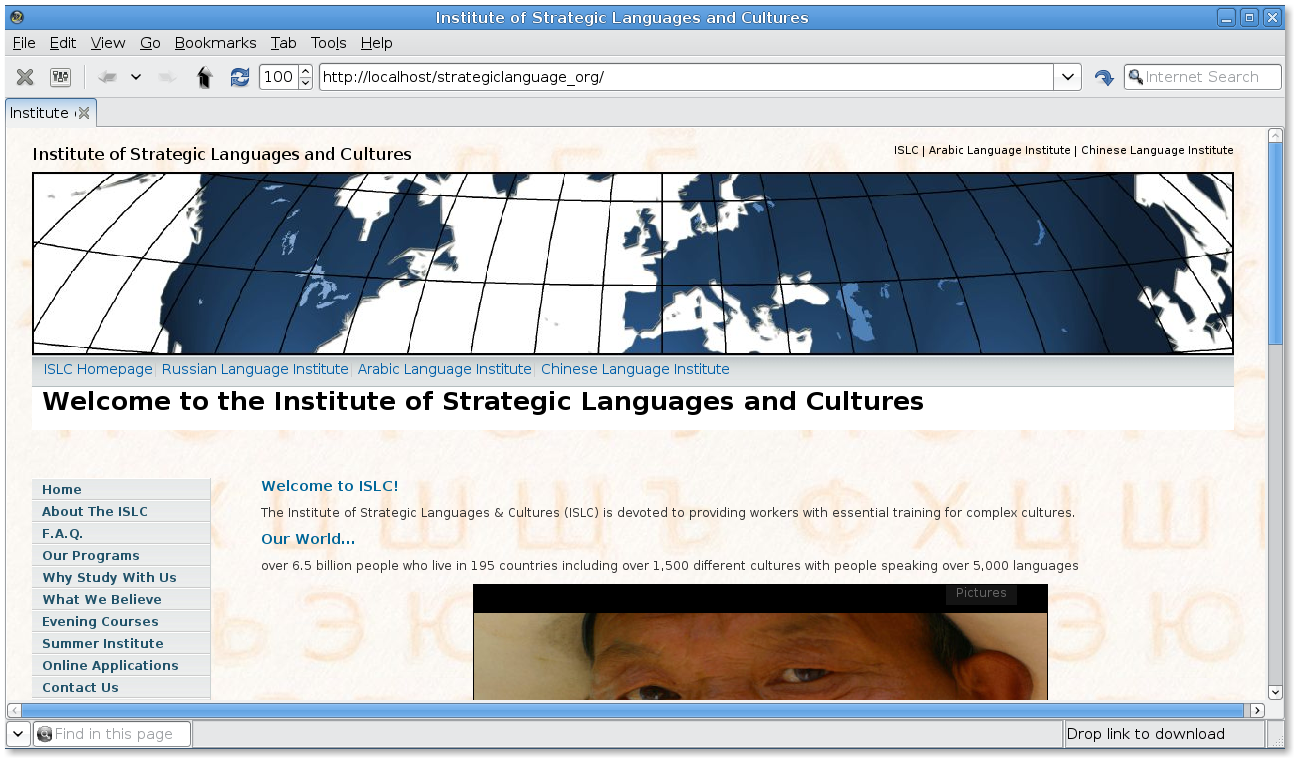 Institute of Strategic Languages and Cultures
File Edit View Go Bookmarks Tab Tools Help
100 http://localhost/strategiclanguage_org/ Internet Search
Institute
Institute of Strategic Languages and Cultures
ISLC | Arabic Language Institute | Chinese Language Institute
ISLC Homepage Russian Language Institute Arabic Language Institute Chinese Language Institute
Welcome to the Institute of Strategic Languages and Cultures
Home
About The ISLC
F.A.Q.
Our Programs
Why Study With Us
What We Believe
Evening Courses
Summer Institute
Online Applications
Contact Us
Welcome to ISLC!
The Institute of Strategic Languages & Cultures (ISLC) is devoted to providing workers with essential training for complex cultures.
Our World...
over 6.5 billion people who live in 195 countries including over 1,500 different cultures with people speaking over 5,000 languages
Pictures
Find in this page
Drop link to download